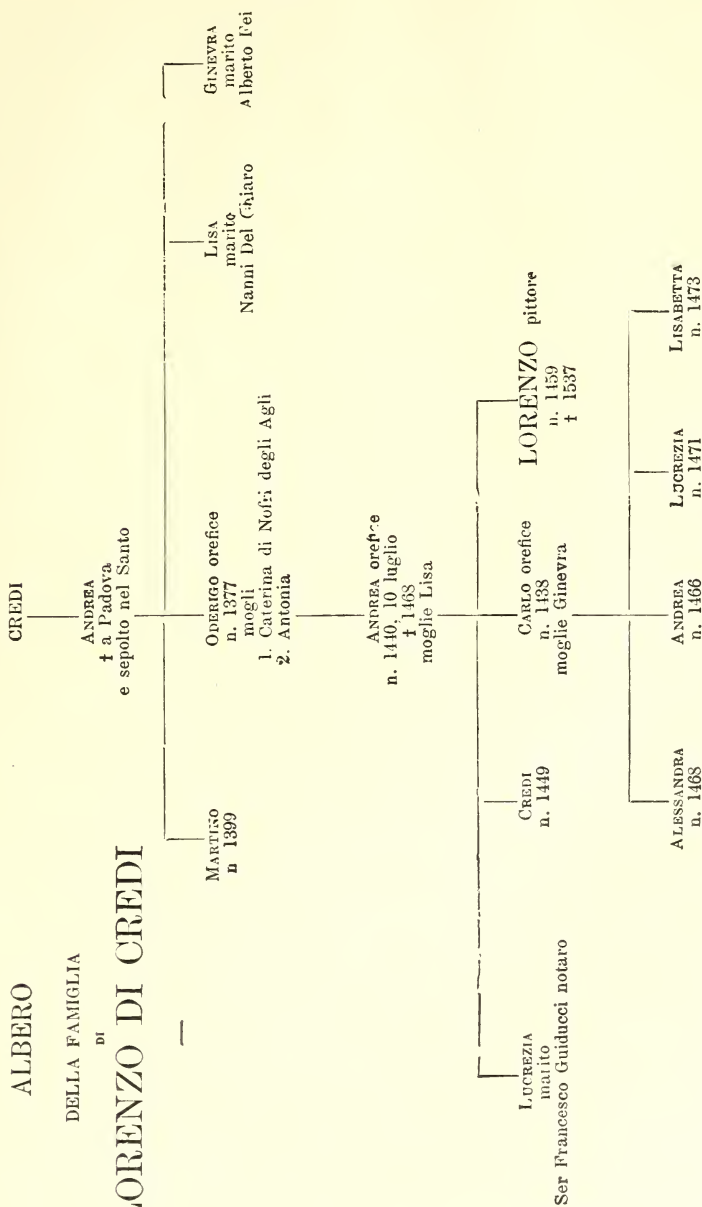 ALBERO
DELLA FAMIGLIA
DI
LORENZO DI CREDI
CREDI
ANDREA
† a Padova
e sepolto nel Santo
MARTINO
n 1399
ODERIGO orefice
n. 1377
mogli
1. Caterina di Nofri degli Agli
2. Antonia
LISA
marito
Nanni Del Chiaro
GINEVRA
marito
Alberto Fei
ANDREA orefice
n. 1440, 10 luglio
† 1468
moglie Lisa
LUCREZIA
marito
Ser Francesco Guiducci notaro
CREDI
n. 1449
CARLO orefice
n. 1438
moglie Ginevra
LORENZO pittore
n. 1459
† 1537
ALESSANDRA
n. 1468
ANDREA
n. 1466
LUCREZIA
n. 1471
LISABETTA
n. 1473